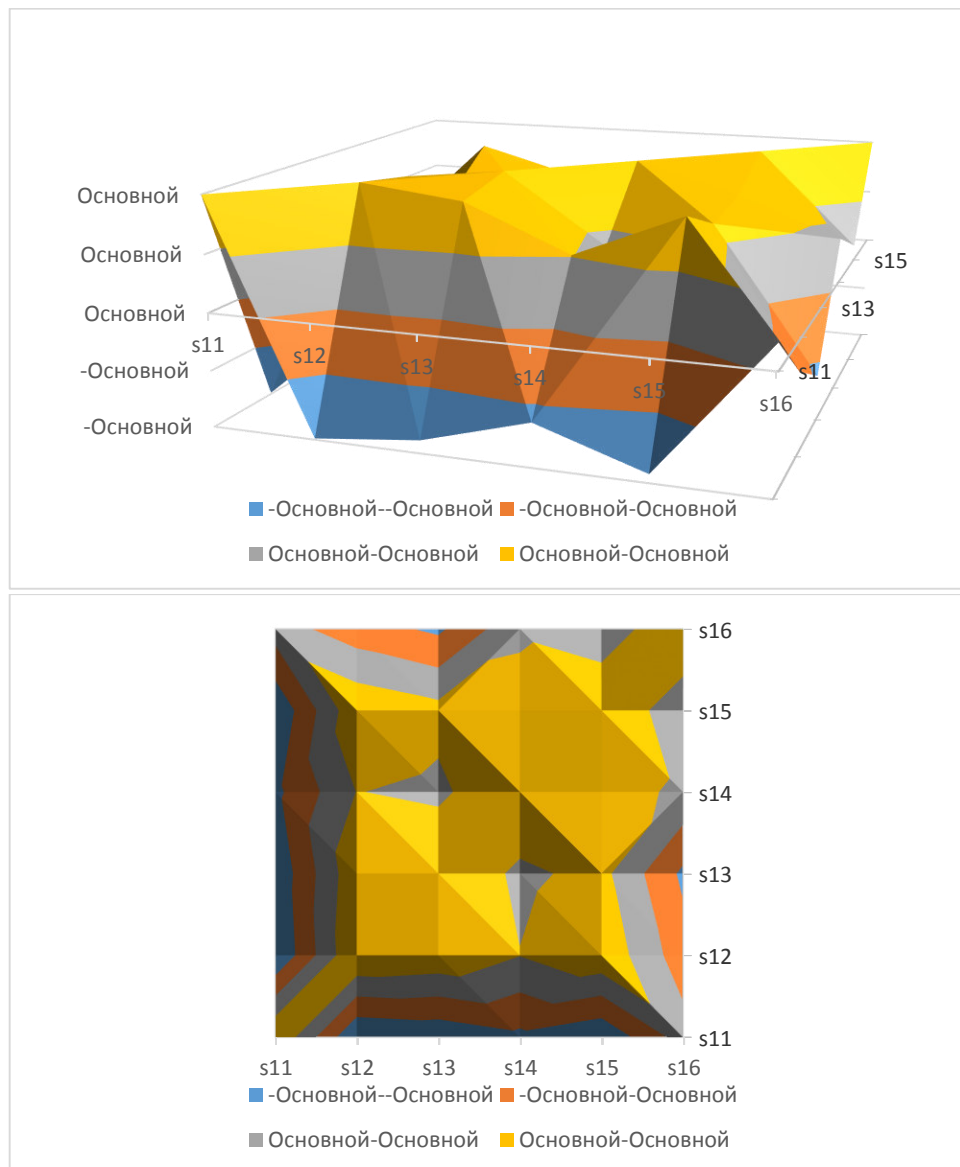 Основной
Основной
Основной
-Основной
-Основной
s11
s12
s13
s14
s15
s16
s11
s13
s15
-Основной--Основной -Основной-Основной
Основной-Основной Основной-Основной
s16
s15
s14
s13
s12
s11
s11 s12 s13 s14 s15 s16
-Основной--Основной -Основной-Основной
Основной-Основной Основной-Основной